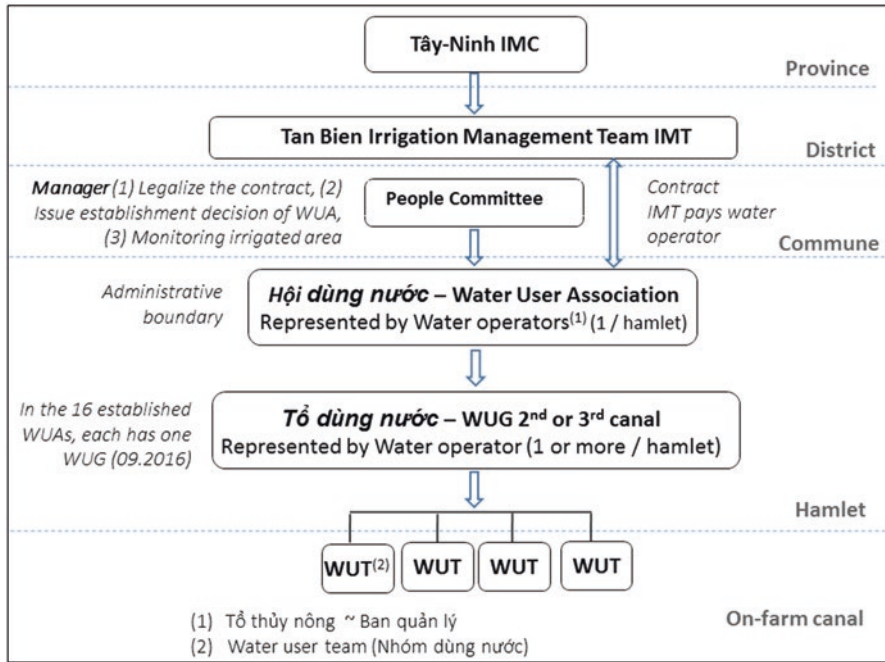 Tây-Ninh IMC
Province
Tan Bien Irrigation Management Team IMT
District
Manager (1) Legalize the contract, (2)
Issue establishment decision of WUA,
(3) Monitoring irrigated area
People Committee
Contract
IMT pays water
operator
Commune
Administrative
boundary
Hội dùng nước – Water User Association
Represented by Water operators(1) (1 / hamlet)
In the 16 established
WUAs, each has one
WUG (09.2016)
Tổ dùng nước – WUG 2nd or 3rd canal
Represented by Water operator (1 or more / hamlet)
Hamlet
WUT(2)
WUT
WUT
WUT
(1) Tổ thủy nông ~ Ban quản lý
(2) Water user team (Nhóm dùng nước)
On-farm canal